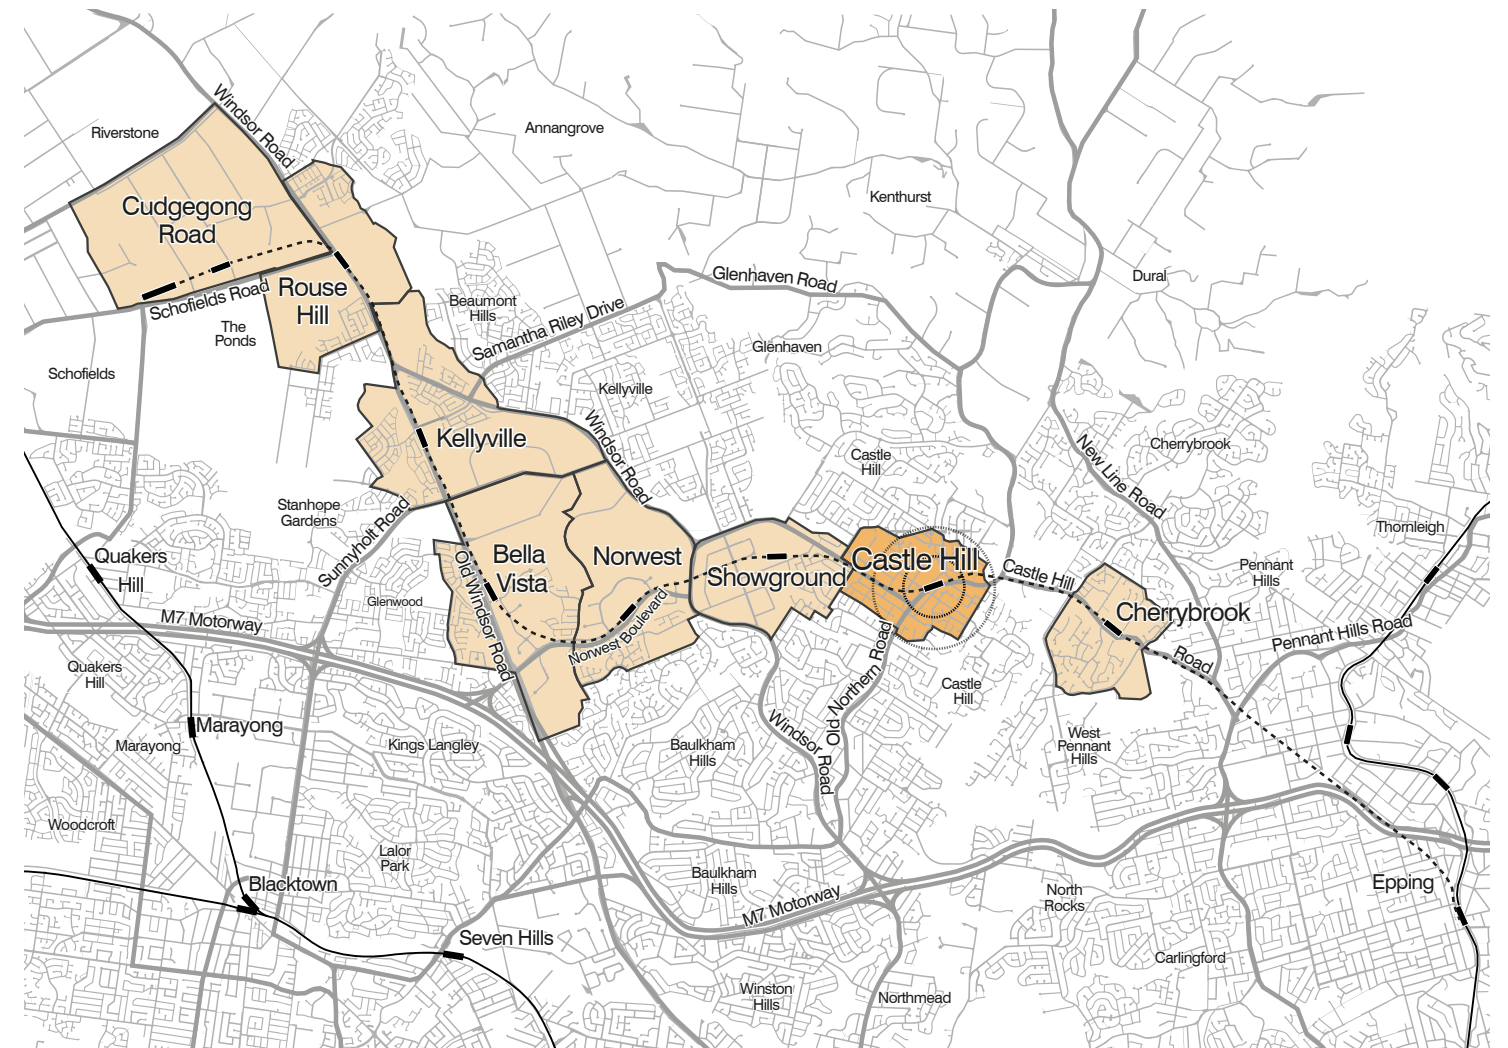 Windsor Road
Riverstone
Annangrove
Cudgegong
Road
Kenthurst
Dural
Glenhaven Road
Schofields Road
Rouse
Hill
Beaumont
Hills
Samantha Riley Drive
The
Ponds
Glenhaven
Schofields
Kellyville
Kellyville
Windsor Road
New Line Road
Cherrybrook
Castle
Hill
Stanhope
Gardens
Sunnyholt Road
Thornleigh
Quakers
Hill
Bella
Vista
Norwest
Showground
Castle Hill
Castle Hill
Pennant
Hills
Glenwood
Old Windsor Road
Norwest Boulevard
Cherrybrook
M7 Motorway
Pennant Hills Road
Road
Quakers
Hill
Castle
Hill
Old Northern Road
Windsor Road
Marayong
Marayong
Kings Langley
Baulkham
Hills
West
Pennant
Hills
Woodcroft
Lalor
Park
Baulkham
Hills
Blacktown
M7 Motorway
North
Rocks
Epping
Seven Hills
Carlingford
Winston
Hills
Northmead